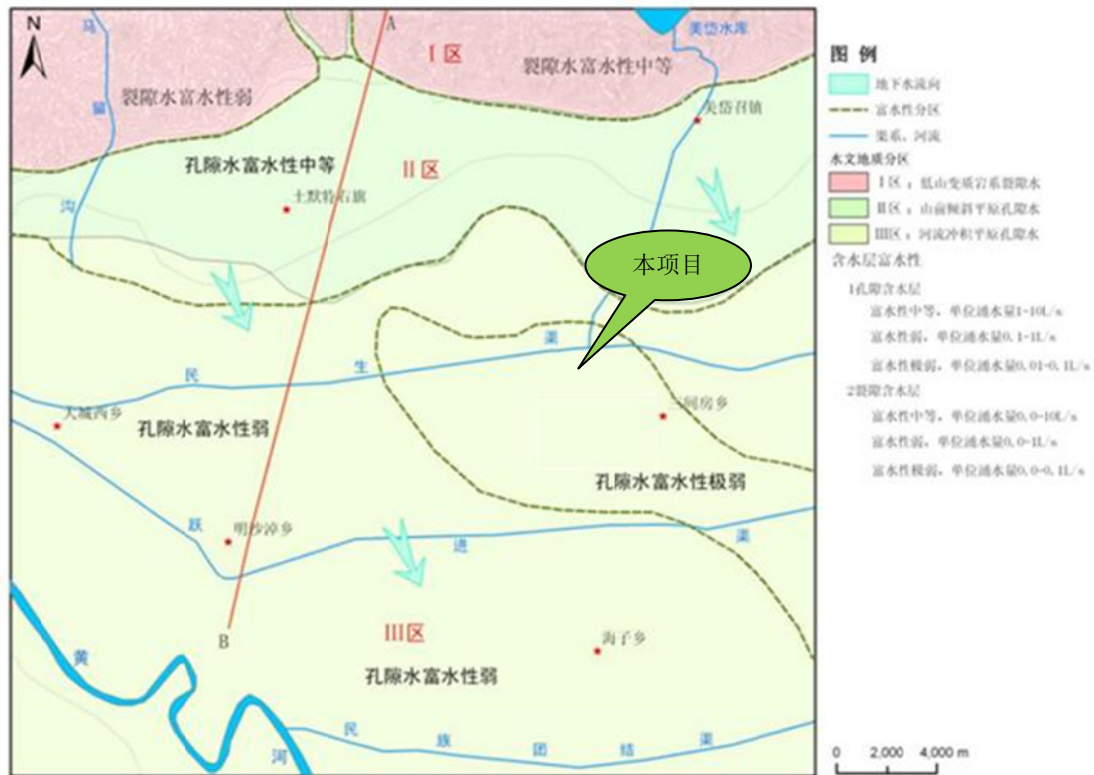 N
A
马
留
沟
美岱水库
Ⅰ区
裂隙水富水性中等
裂隙水富水性弱
美岱召镇
孔隙水富水性中等
Ⅱ区
土默特右旗
本项目
民
生
渠
大城西乡
孔隙水富水性弱
二间房乡
孔隙水富水性极弱
跃
进
渠
明沙淖乡
B
Ⅲ区
海子乡
孔隙水富水性弱
黄
河
民
族
团
结
渠
图 例
地下水流向
富水性分区
渠系、河流
水文地质分区
Ⅰ区：低山变质岩系裂隙水
Ⅱ区：山前倾斜平原孔隙水
Ⅲ区：河流冲积平原孔隙水
含水层富水性
1孔隙含水层
富水性中等，单位涌水量1-10L/s
富水性弱，单位涌水量0.1-1L/s
富水性极弱，单位涌水量0.01-0.1L/s
2裂隙含水层
富水性中等，单位涌水量0.0-10L/s
富水性弱，单位涌水量0.0-1L/s
富水性极弱，单位涌水量0.0-0.1L/s
0 2,000 4,000 m